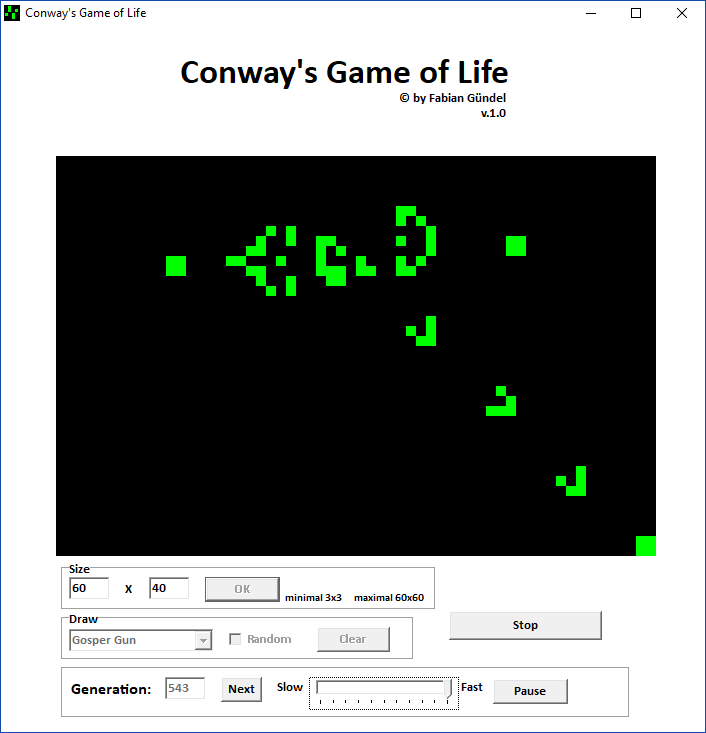 Conway's Game of Life
Conway's Game of Life
© by Fabian Gündel
v.1.0
Size
60 X 40 OK minimal 3x3 maximal 60x60
Draw
Gosper Gun Random Clear
Stop
Generation: 543 Next Slow Fast Pause